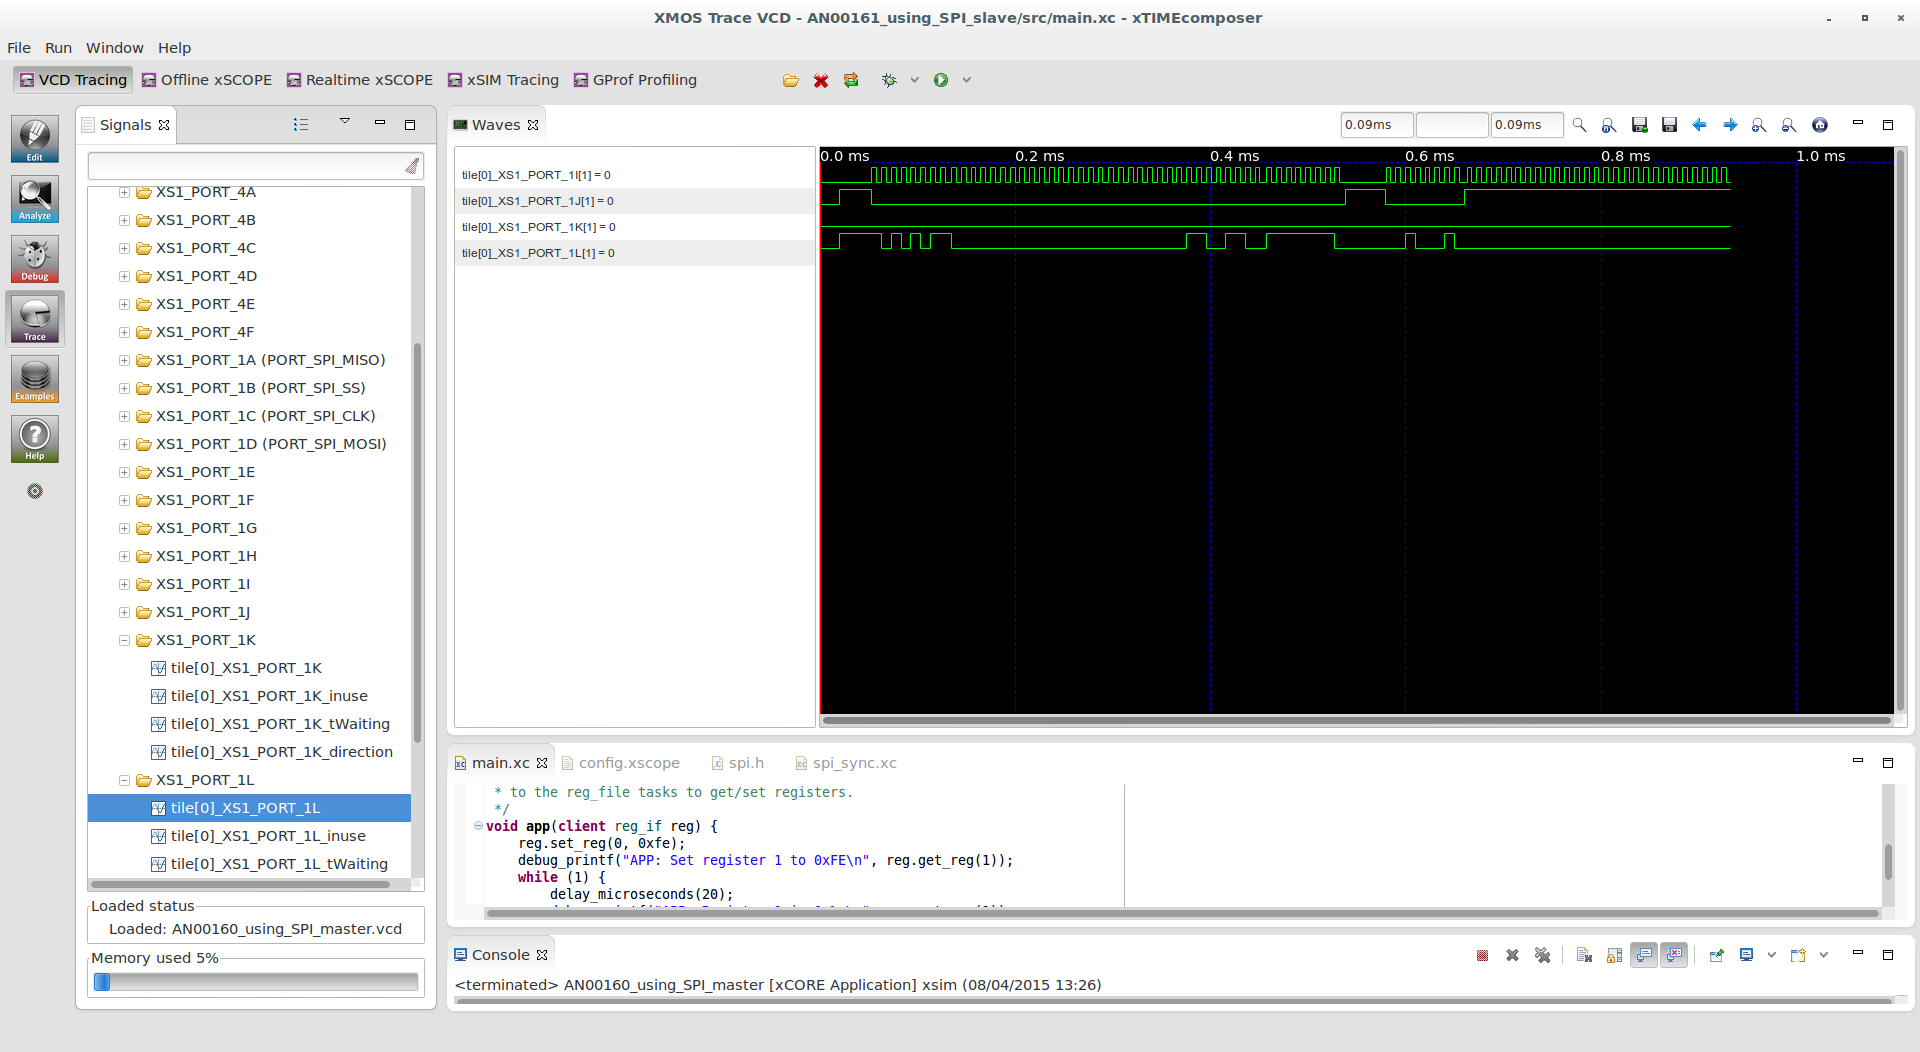 XMOS Trace VCD - AN00161_using_SPI_slave/src/main.xc - xTIMEcomposer
File Run Window Help
VCD Tracing Offline xSCOPE Realtime xSCOPE xSIM Tracing GProf Profiling
Edit
Analyze
Debug
Trace
Examples
Help
Signals
XS1_PORT_4A
XS1_PORT_4B
XS1_PORT_4C
XS1_PORT_4D
XS1_PORT_4E
XS1_PORT_4F
XS1_PORT_1A (PORT_SPI_MISO)
XS1_PORT_1B (PORT_SPI_SS)
XS1_PORT_1C (PORT_SPI_CLK)
XS1_PORT_1D (PORT_SPI_MOSI)
XS1_PORT_1E
XS1_PORT_1F
XS1_PORT_1G
XS1_PORT_1H
XS1_PORT_1I
XS1_PORT_1J
XS1_PORT_1K
tile[0]_XS1_PORT_1K
tile[0]_XS1_PORT_1K_inuse
tile[0]_XS1_PORT_1K_tWaiting
tile[0]_XS1_PORT_1K_direction
XS1_PORT_1L
tile[0]_XS1_PORT_1L
tile[0]_XS1_PORT_1L_inuse
tile[0]_XS1_PORT_1L_tWaiting
Loaded status
Loaded: AN00160_using_SPI_master.vcd
Memory used 5%
Waves
0.09ms 0.09ms
0.0 ms 0.2 ms 0.4 ms 0.6 ms 0.8 ms 1.0 ms
tile[0]_XS1_PORT_1I[1] = 0
tile[0]_XS1_PORT_1J[1] = 0
tile[0]_XS1_PORT_1K[1] = 0
tile[0]_XS1_PORT_1L[1] = 0
main.xc config.xscope spi.h spi_sync.xc
* to the reg_file tasks to get/set registers.
*/
void app(client reg_if reg) {
reg.set_reg(0, 0xfe);
debug_printf("APP: Set register 1 to 0xFE\n", reg.get_reg(1));
while (1) {
delay_microseconds(20);
Console
<terminated> AN00160_using_SPI_master [xCORE Application] xsim (08/04/2015 13:26)